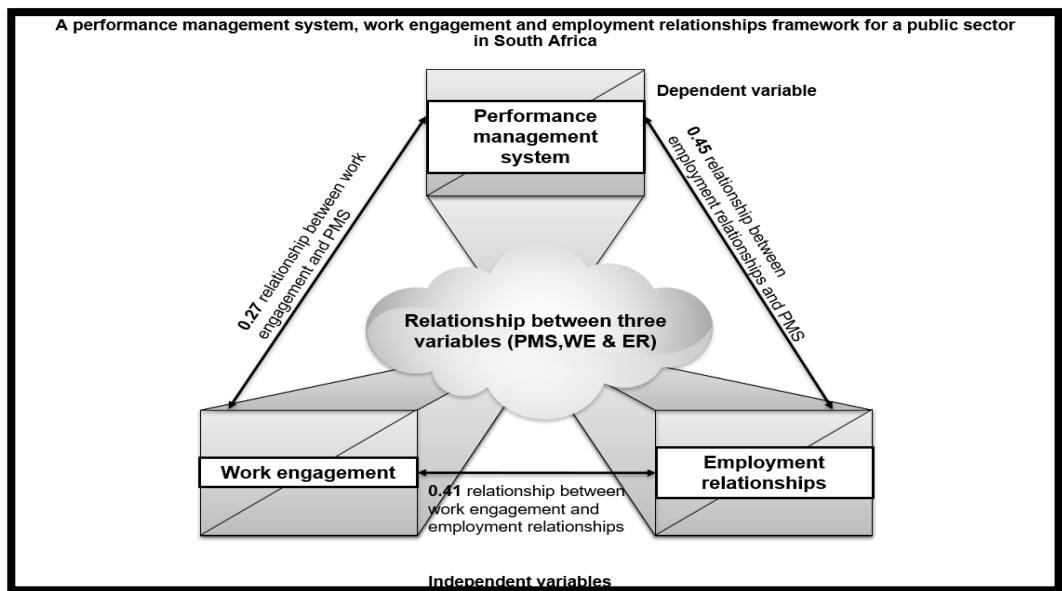 A performance management system, work engagement and employment relationships framework for a public sector
in South Africa
Dependent variable
Performance
management
system
0.27 relationship between work
engagement and PMS
0.45 relationship between
employment relationships and PMS
Relationship between three
variables (PMS,WE & ER)
Work engagement
Employment
relationships
0.41 relationship between
work engagement and
employment relationships
Independent variables